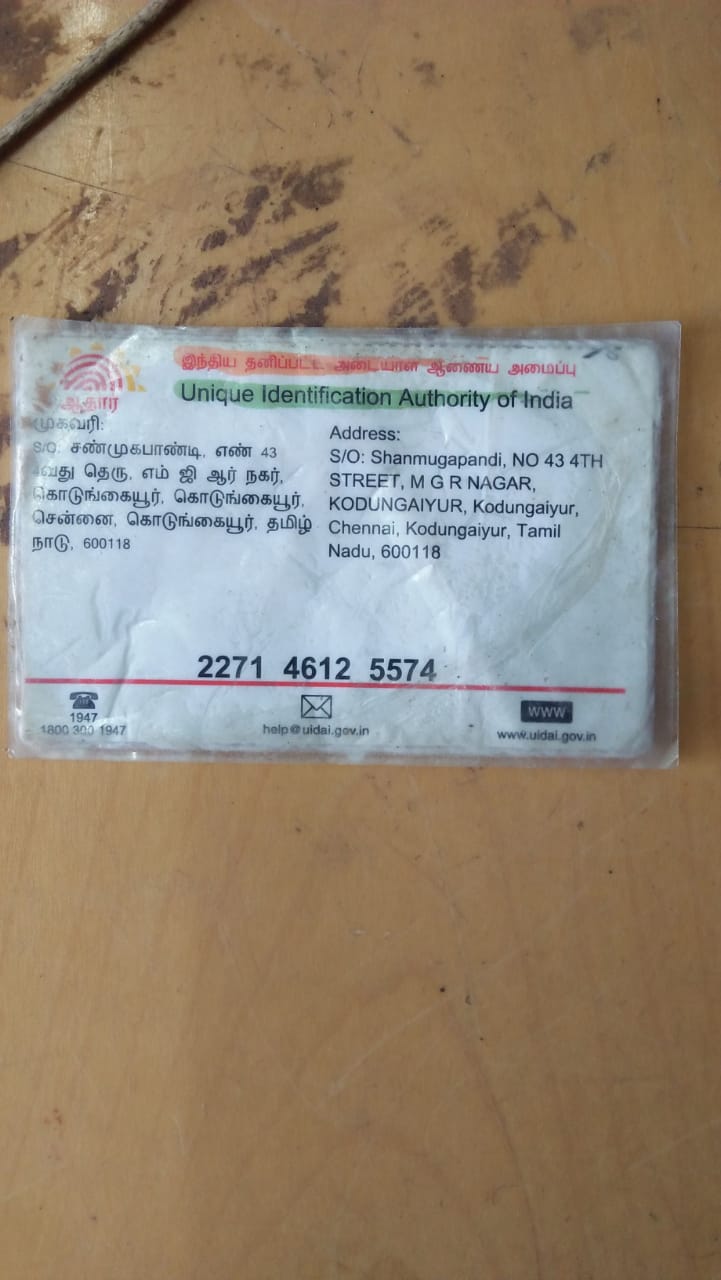 இந்திய தனிப்பட்ட அடையாள ஆணைய அமைப்பு
Unique Identification Authority of India
ஆதார்
முகவரி:
S/O: சண்முகபாண்டி, எண் 43
4வது தெரு, எம் ஜி ஆர் நகர்,
கொடுங்கையூர், கொடுங்கையூர்,
சென்னை, கொடுங்கையூர், தமிழ்
நாடு, 600118
Address:
S/O: Shanmugapandi, NO 43 4TH
STREET, M G R NAGAR,
KODUNGAIYUR, Kodungaiyur,
Chennai, Kodungaiyur, Tamil
Nadu, 600118
2271 4612 5574
1947
1800 300 1947
help@uidai.gov.in
www
www.uidai.gov.in